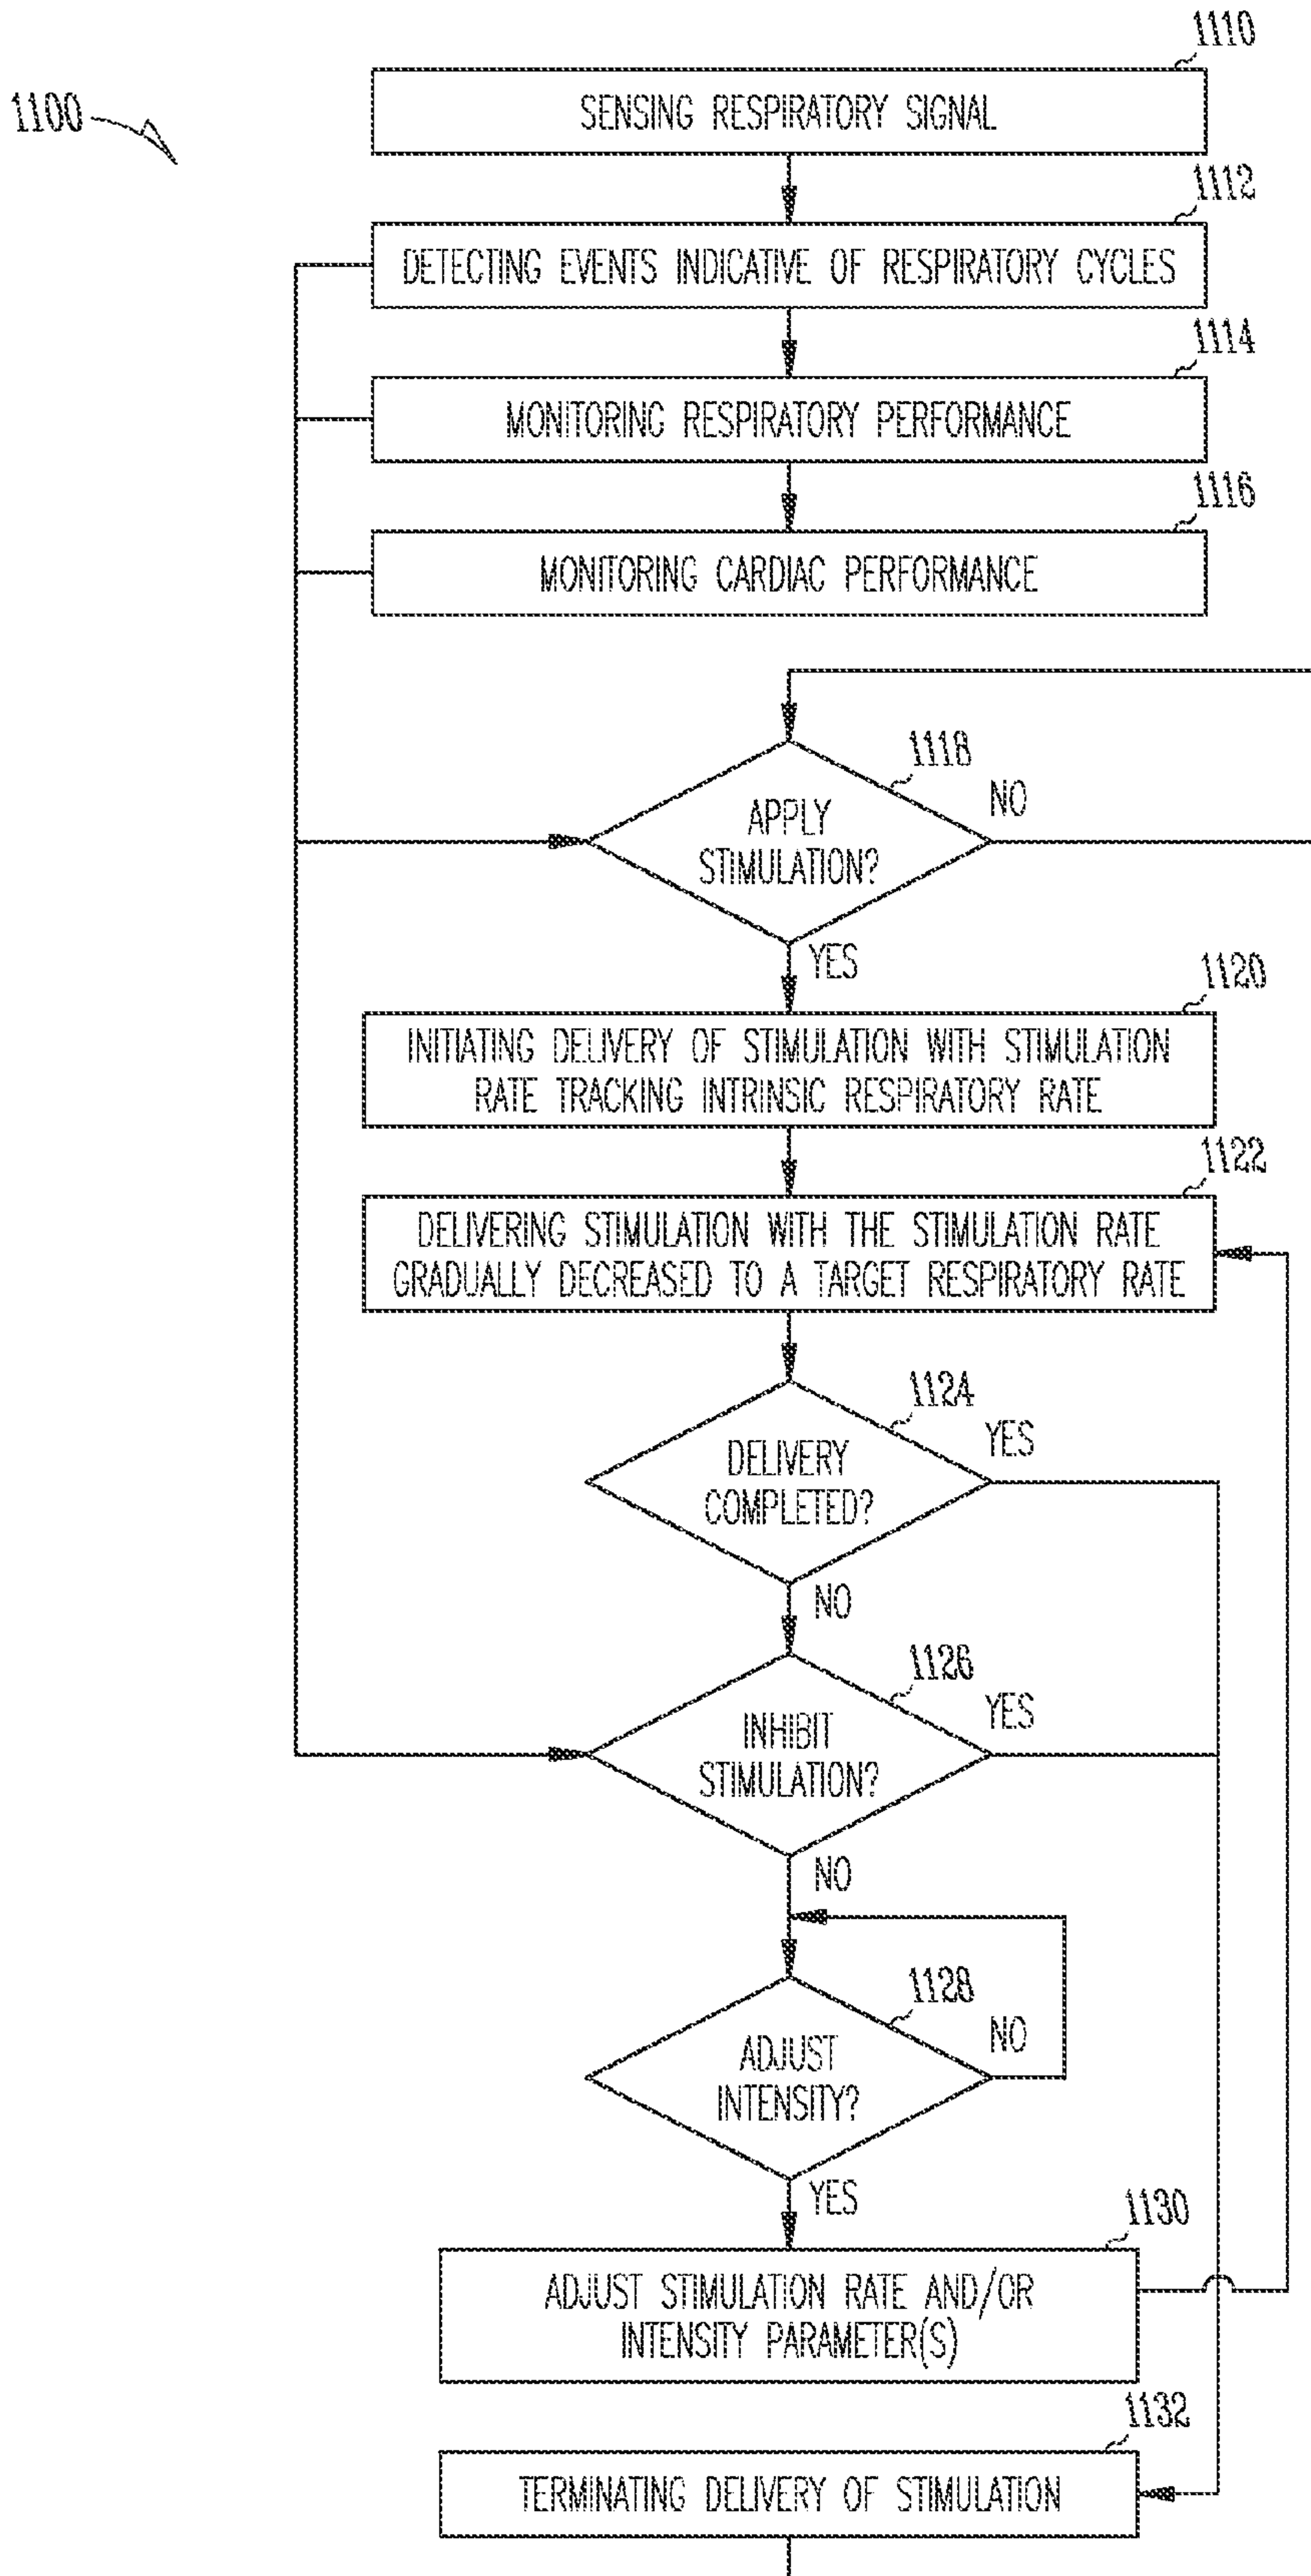 1100
1110
SENSING RESPIRATORY SIGNAL
1112
DETECTING EVENTS INDICATIVE OF RESPIRATORY CYCLES
1114
MONITORING RESPIRATORY PERFORMANCE
1116
MONITORING CARDIAC PERFORMANCE
1118
APPLY
STIMULATION?
NO
YES
1120
INITIATING DELIVERY OF STIMULATION WITH STIMULATION
RATE TRACKING INTRINSIC RESPIRATORY RATE
1122
DELIVERING STIMULATION WITH THE STIMULATION RATE
GRADUALLY DECREASED TO A TARGET RESPIRATORY RATE
1124
DELIVERY
COMPLETED?
YES
NO
1126
INHIBIT
STIMULATION?
YES
NO
1128
ADJUST
INTENSITY?
NO
YES
1130
ADJUST STIMULATION RATE AND/OR
INTENSITY PARAMETER(S)
1132
TERMINATING DELIVERY OF STIMULATION